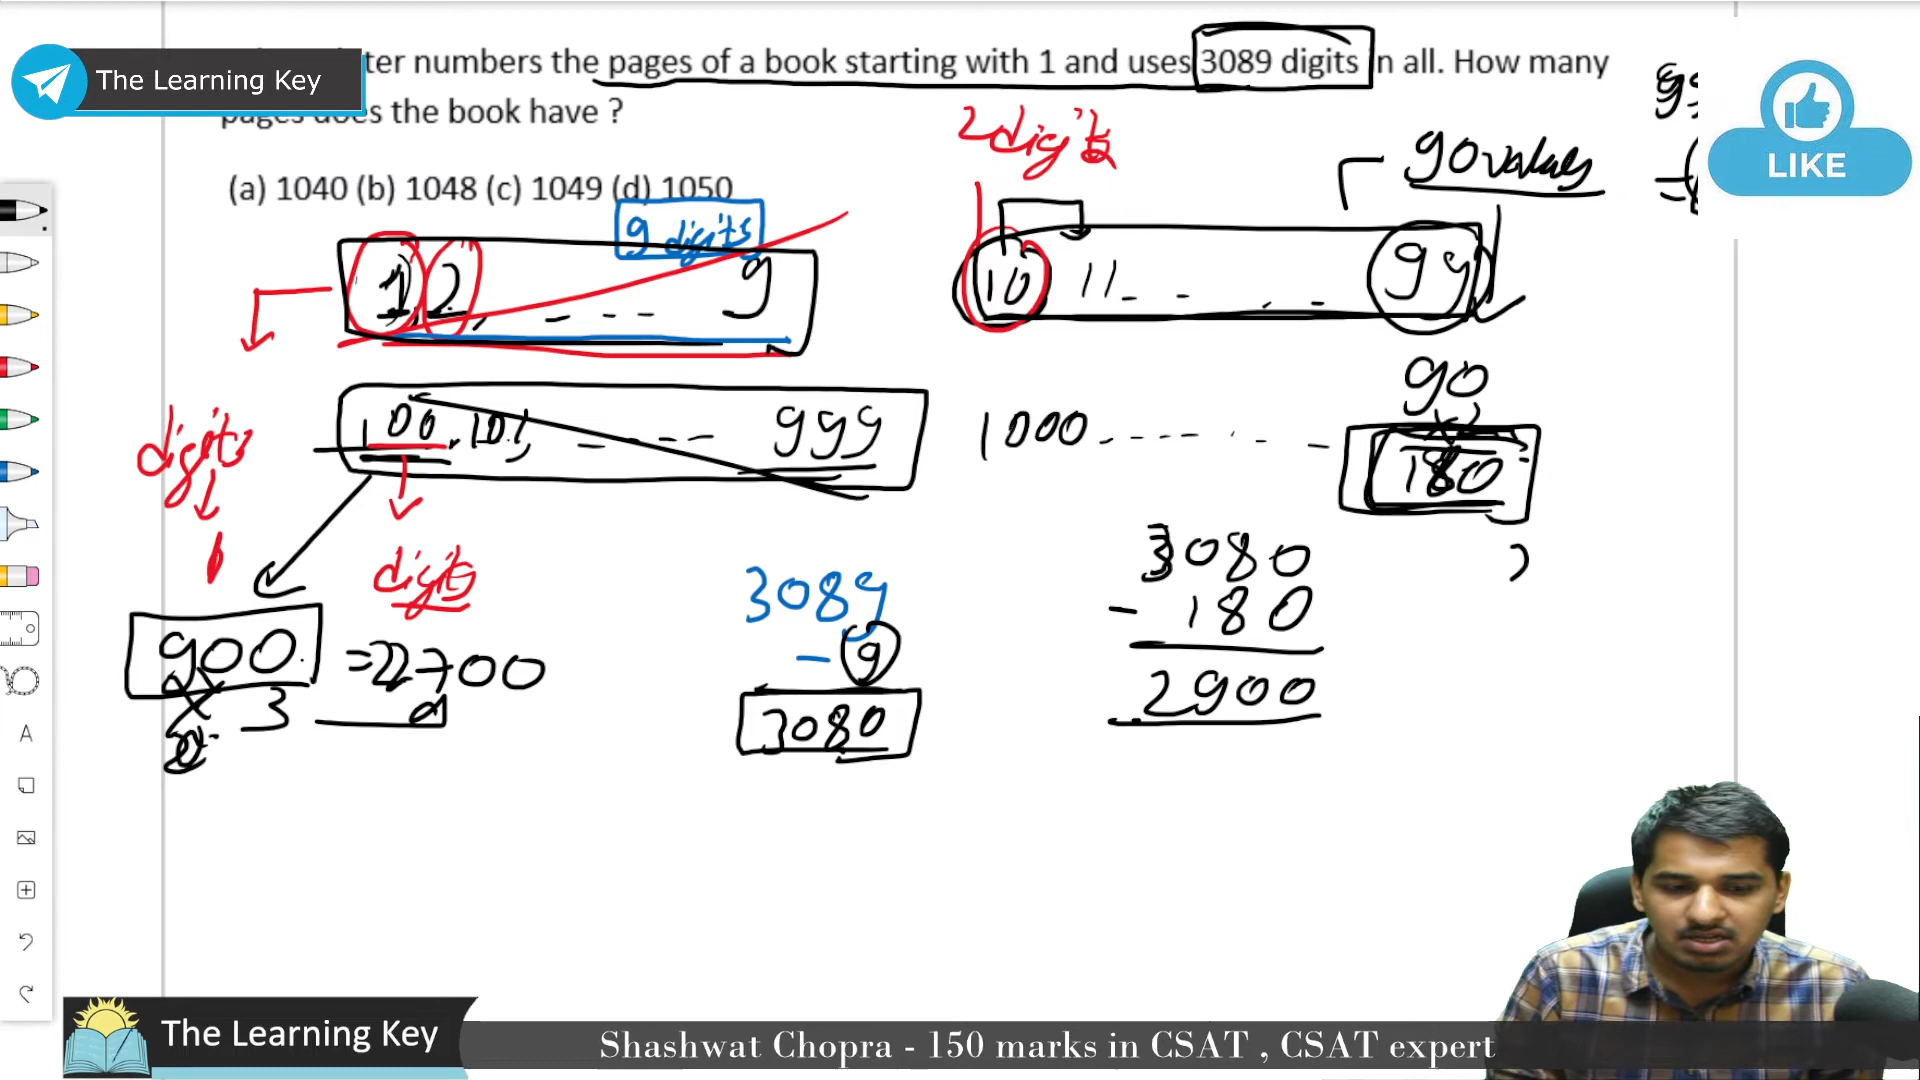 The Learning Key
ter numbers the pages of a book starting with 1 and uses 3089 digits in all. How many
pages does the book have ?
(a) 1040 (b) 1048 (c) 1049 (d) 1050
LIKE
2 digits
90 values
9 digits
1, 2, - - - - 9
10 11 - - - - 99
90
100, 101, - - - - 999
1000 - - - - - -
180
digits
digits
1
3080
- 180
2900
3089
- 9
3080
900
3
= 2700
A
The Learning Key
Shashwat Chopra - 150 marks in CSAT , CSAT expert